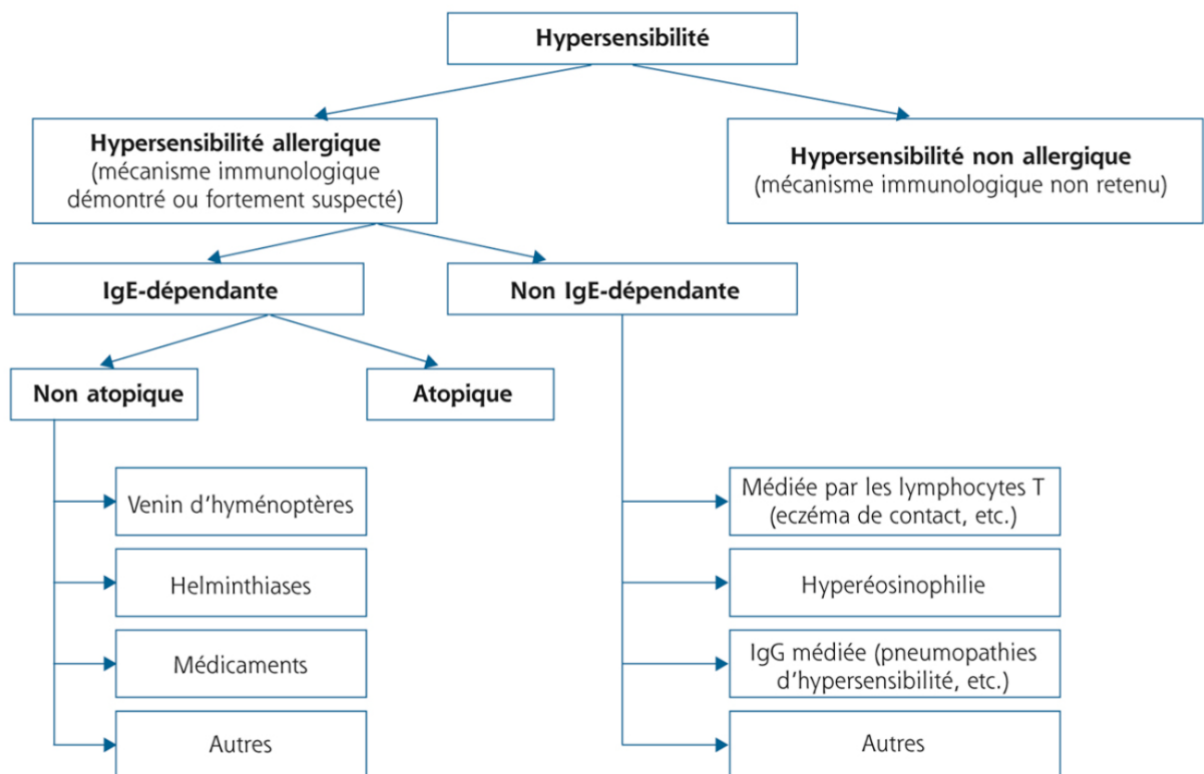 Hypersensibilité
Hypersensibilité allergique
(mécanisme immunologique
démontré ou fortement suspecté)
Hypersensibilité non allergique
(mécanisme immunologique non retenu)
IgE-dépendante
Non IgE-dépendante
Non atopique
Atopique
Venin d'hyménoptères
Helminthiases
Médicaments
Autres
Médiée par les lymphocytes T
(eczéma de contact, etc.)
Hyperéosinophilie
IgG médiée (pneumopathies
d'hypersensibilité, etc.)
Autres